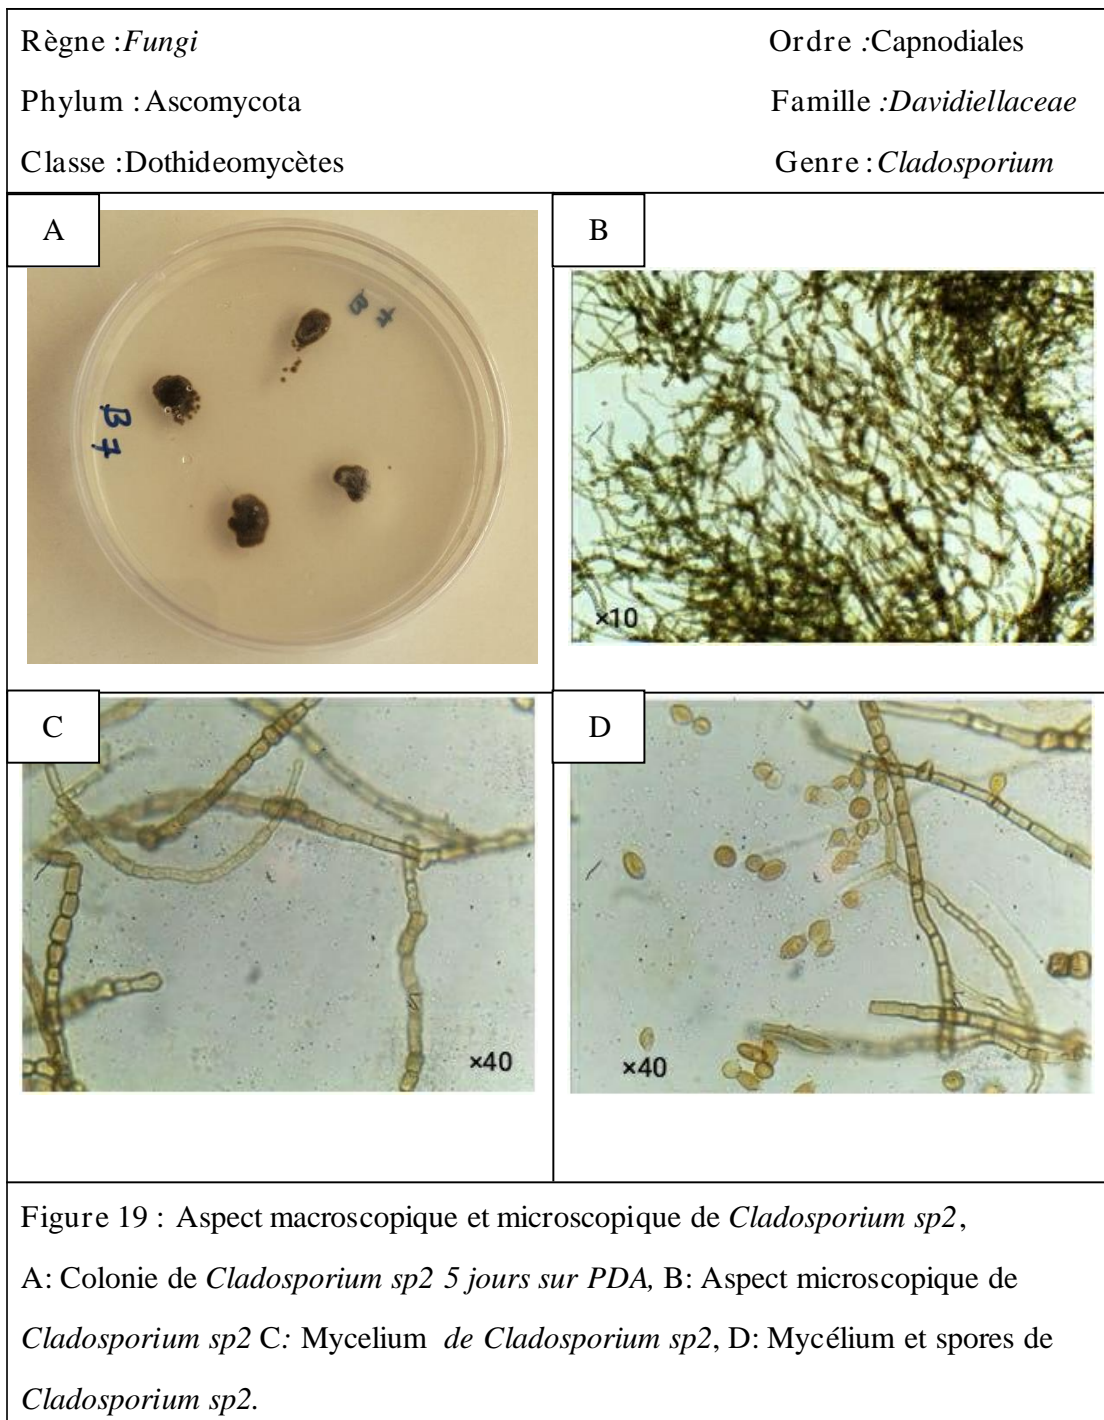 Règne : Fungi Ordre : Capnodiales
Phylum : Ascomycota Famille : Davidiellaceae
Classe : Dothideomycètes Genre : Cladosporium
A
B
B 7
B7
×10
C
D
×40
×40
Figure 19 : Aspect macroscopique et microscopique de Cladosporium sp2,
A: Colonie de Cladosporium sp2 5 jours sur PDA, B: Aspect microscopique de
Cladosporium sp2 C: Mycelium de Cladosporium sp2, D: Mycélium et spores de
Cladosporium sp2.